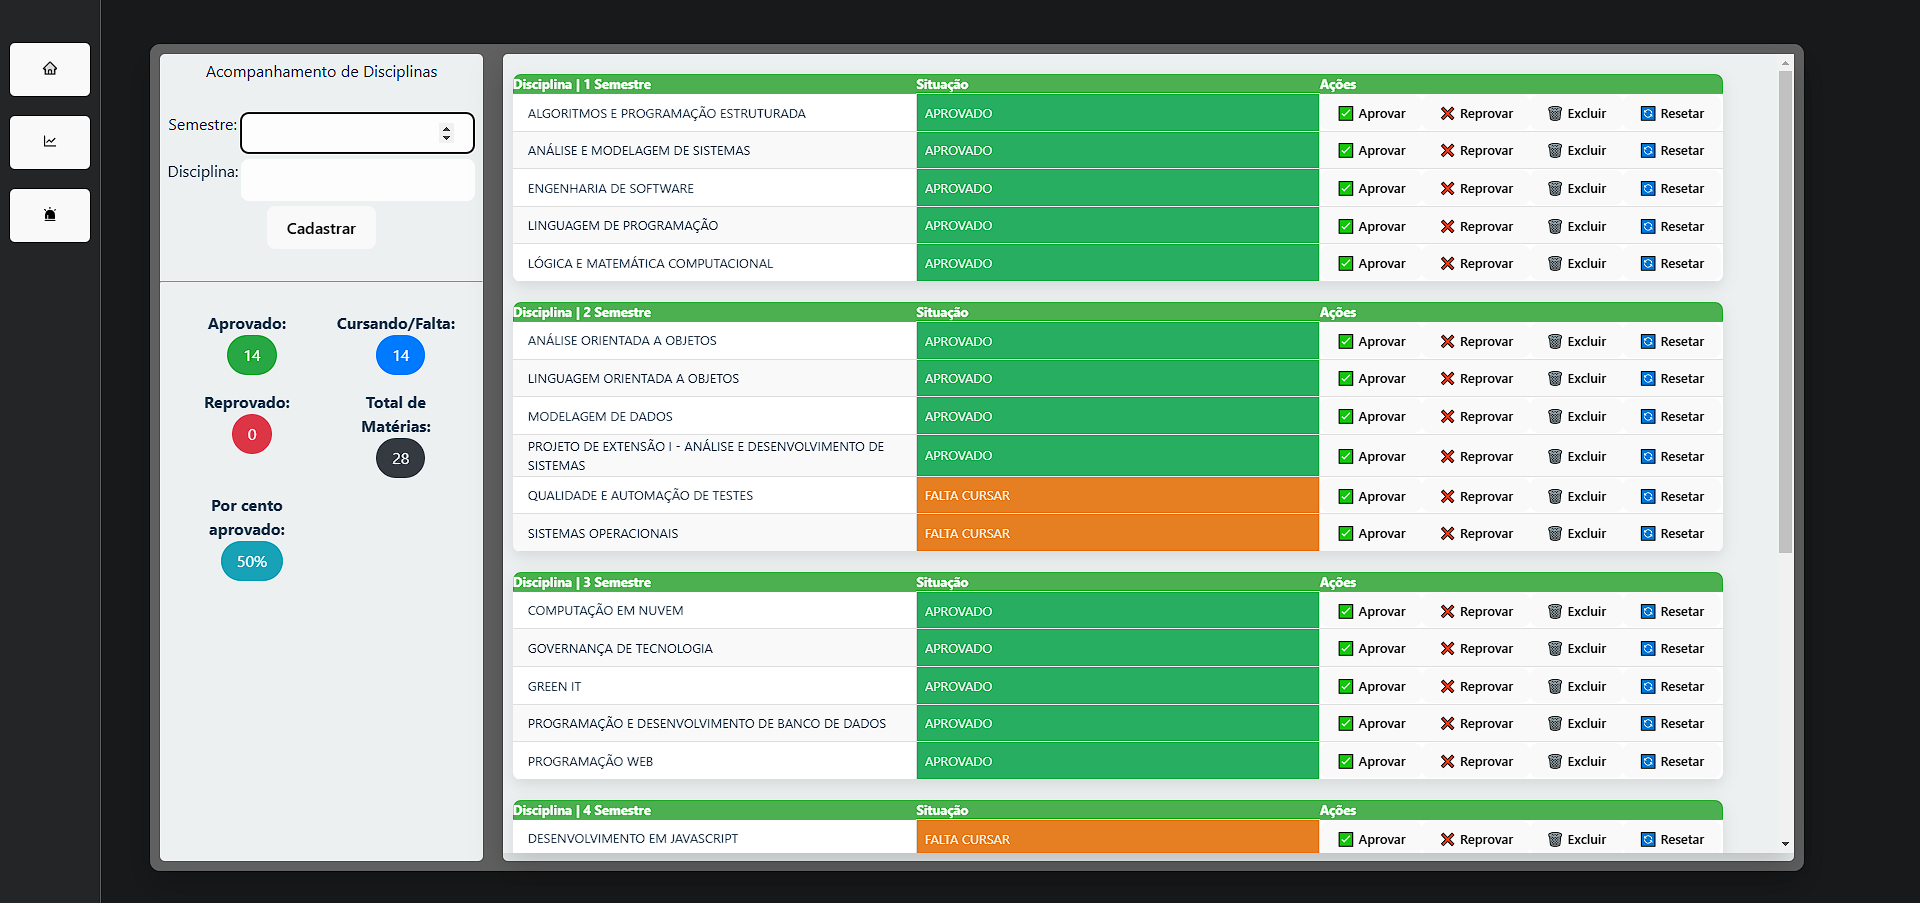 Acompanhamento de Disciplinas
Semestre:
Disciplina:
Cadastrar
Aprovado:
14
Cursando/Falta:
14
Reprovado:
0
Total de
Matérias:
28
Por cento
aprovado:
50%
Disciplina | 1 Semestre Situação Ações
ALGORITMOS E PROGRAMAÇÃO ESTRUTURADA APROVADO Aprovar Reprovar Excluir Resetar
ANÁLISE E MODELAGEM DE SISTEMAS APROVADO Aprovar Reprovar Excluir Resetar
ENGENHARIA DE SOFTWARE APROVADO Aprovar Reprovar Excluir Resetar
LINGUAGEM DE PROGRAMAÇÃO APROVADO Aprovar Reprovar Excluir Resetar
LÓGICA E MATEMÁTICA COMPUTACIONAL APROVADO Aprovar Reprovar Excluir Resetar
Disciplina | 2 Semestre Situação Ações
ANÁLISE ORIENTADA A OBJETOS APROVADO Aprovar Reprovar Excluir Resetar
LINGUAGEM ORIENTADA A OBJETOS APROVADO Aprovar Reprovar Excluir Resetar
MODELAGEM DE DADOS APROVADO Aprovar Reprovar Excluir Resetar
PROJETO DE EXTENSÃO I - ANÁLISE E DESENVOLVIMENTO DE
SISTEMAS APROVADO Aprovar Reprovar Excluir Resetar
QUALIDADE E AUTOMAÇÃO DE TESTES FALTA CURSAR Aprovar Reprovar Excluir Resetar
SISTEMAS OPERACIONAIS FALTA CURSAR Aprovar Reprovar Excluir Resetar
Disciplina | 3 Semestre Situação Ações
COMPUTAÇÃO EM NUVEM APROVADO Aprovar Reprovar Excluir Resetar
GOVERNANÇA DE TECNOLOGIA APROVADO Aprovar Reprovar Excluir Resetar
GREEN IT APROVADO Aprovar Reprovar Excluir Resetar
PROGRAMAÇÃO E DESENVOLVIMENTO DE BANCO DE DADOS APROVADO Aprovar Reprovar Excluir Resetar
PROGRAMAÇÃO WEB APROVADO Aprovar Reprovar Excluir Resetar
Disciplina | 4 Semestre Situação Ações
DESENVOLVIMENTO EM JAVASCRIPT FALTA CURSAR Aprovar Reprovar Excluir Resetar